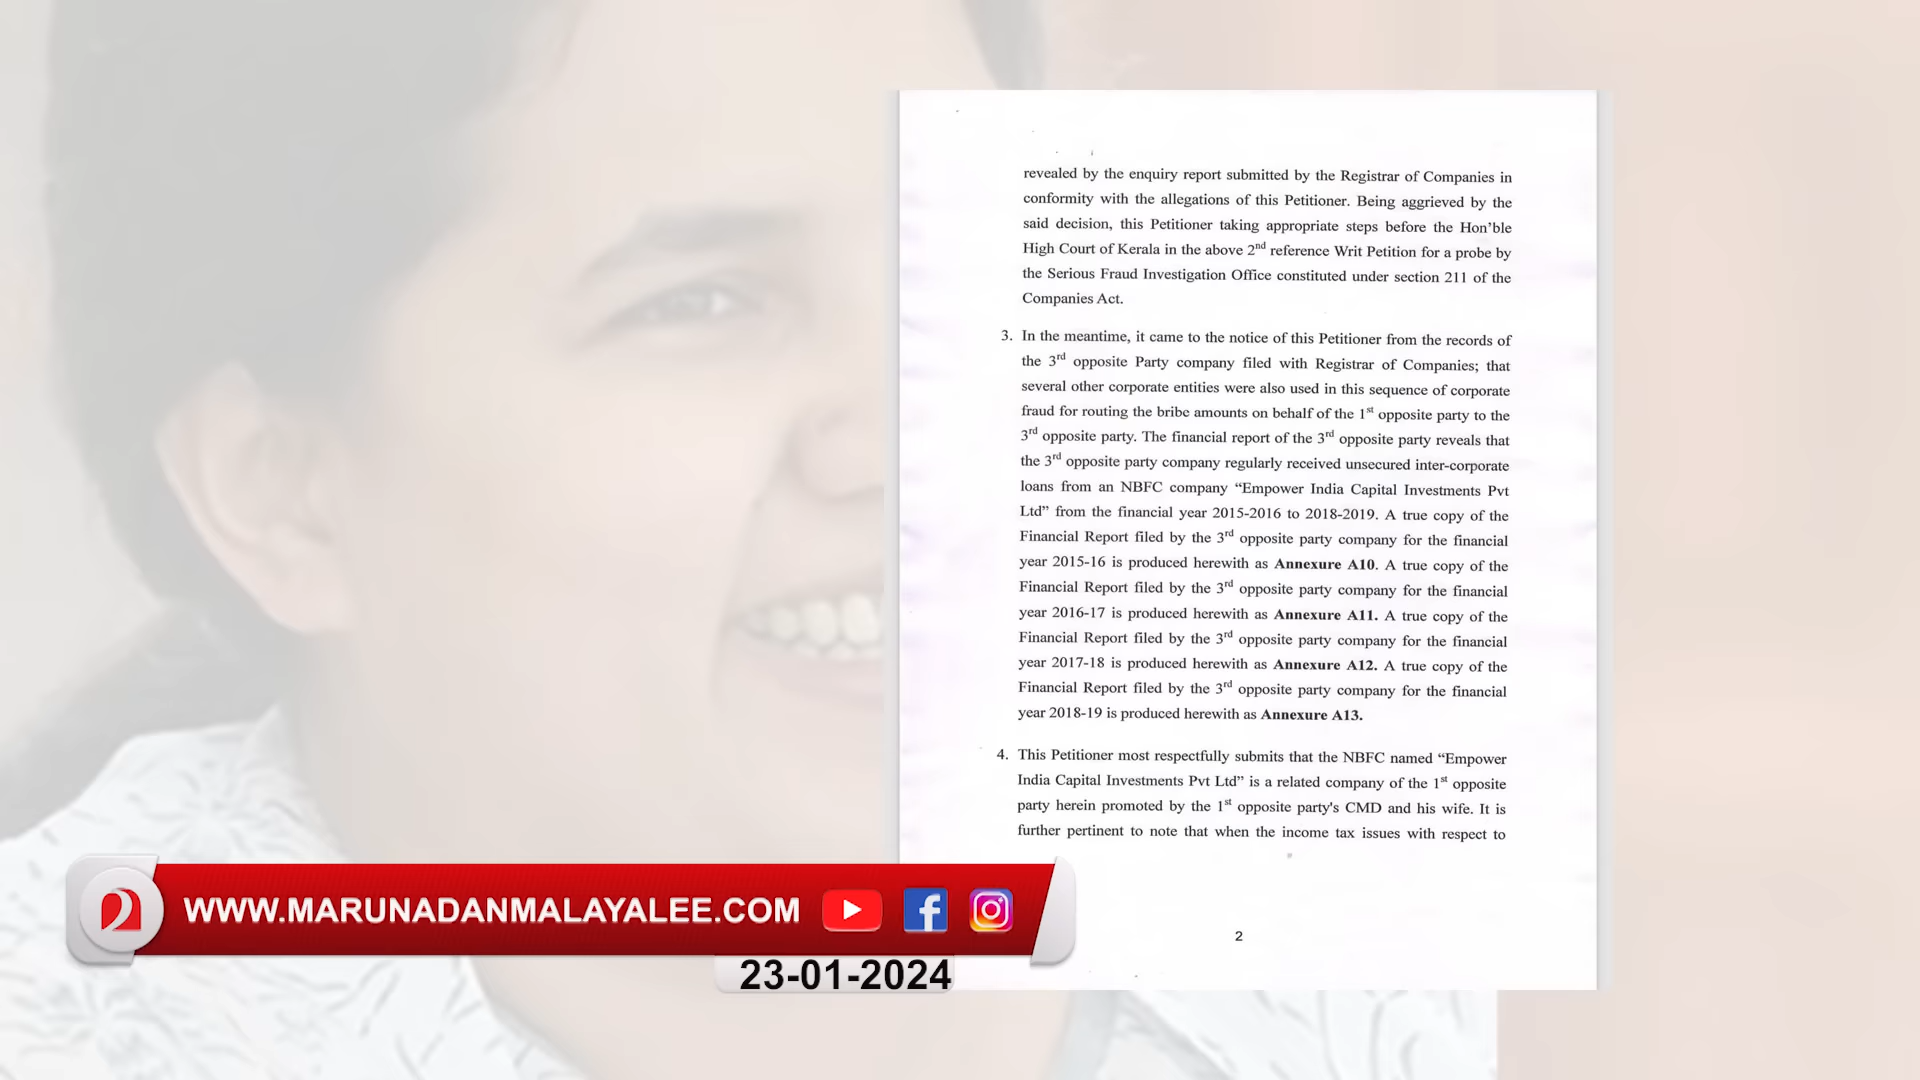 revealed by the enquiry report submitted by the Registrar of Companies in
conformity with the allegations of this Petitioner. Being aggrieved by the
said decision, this Petitioner taking appropriate steps before the Hon’ble
High Court of Kerala in the above 2nd reference Writ Petition for a probe by
the Serious Fraud Investigation Office constituted under section 211 of the
Companies Act.
3. In the meantime, it came to the notice of this Petitioner from the records of
the 3rd opposite Party company filed with Registrar of Companies; that
several other corporate entities were also used in this sequence of corporate
fraud for routing the bribe amounts on behalf of the 1st opposite party to the
3rd opposite party. The financial report of the 3rd opposite party reveals that
the 3rd opposite party company regularly received unsecured inter-corporate
loans from an NBFC company “Empower India Capital Investments Pvt
Ltd” from the financial year 2015-2016 to 2018-2019. A true copy of the
Financial Report filed by the 3rd opposite party company for the financial
year 2015-16 is produced herewith as Annexure A10. A true copy of the
Financial Report filed by the 3rd opposite party company for the financial
year 2016-17 is produced herewith as Annexure A11. A true copy of the
Financial Report filed by the 3rd opposite party company for the financial
year 2017-18 is produced herewith as Annexure A12. A true copy of the
Financial Report filed by the 3rd opposite party company for the financial
year 2018-19 is produced herewith as Annexure A13.
4. This Petitioner most respectfully submits that the NBFC named “Empower
India Capital Investments Pvt Ltd” is a related company of the 1st opposite
party herein promoted by the 1st opposite party's CMD and his wife. It is
further pertinent to note that when the income tax issues with respect to
2
WWW.MARUNADANMALAYALEE.COM
23-01-2024